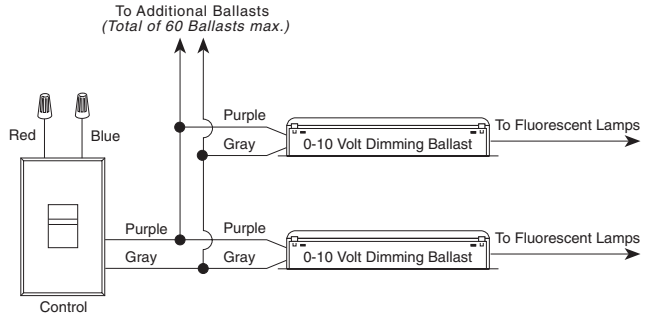 To Additional Ballasts
(Total of 60 Ballasts max.)
Red
Blue
Purple
Gray
0-10 Volt Dimming Ballast
To Fluorescent Lamps
Purple
Gray
Purple
Gray
0-10 Volt Dimming Ballast
To Fluorescent Lamps
Control